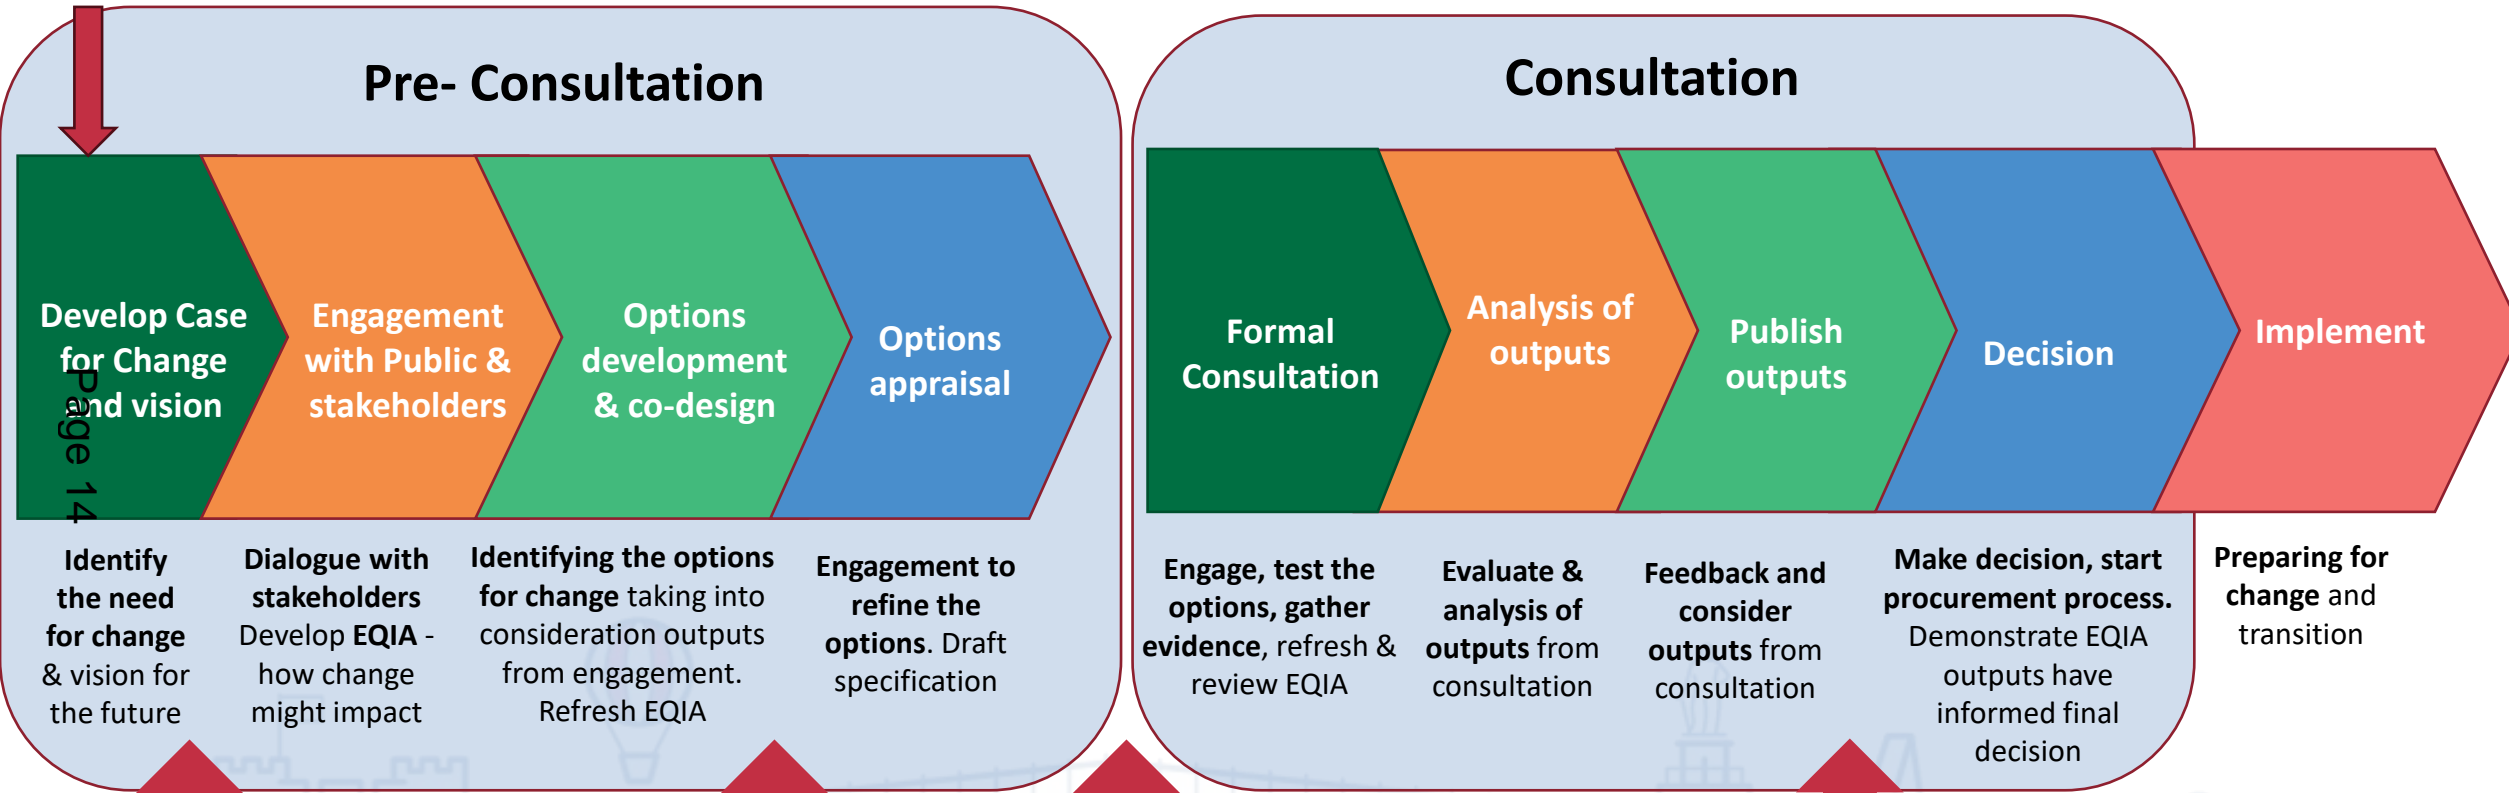 Pre- Consultation
Develop Case
for Change
and vision
Engagement
with Public &
stakeholders
Options
development
& co-design
Options
appraisal
Page 14
Identify
the need
for change
& vision for
the future
Dialogue with
stakeholders
Develop EQIA -
how change
might impact
Identifying the options
for change taking into
consideration outputs
from engagement.
Refresh EQIA
Engagement to
refine the
options. Draft
specification
Consultation
Formal
Consultation
Analysis of
outputs
Publish
outputs
Decision
Implement
Engage, test the
options, gather
evidence, refresh &
review EQIA
Evaluate &
analysis of
outputs from
consultation
Feedback and
consider
outputs from
consultation
Make decision, start
procurement process.
Demonstrate EQIA
outputs have
informed final
decision
Preparing for
change and
transition